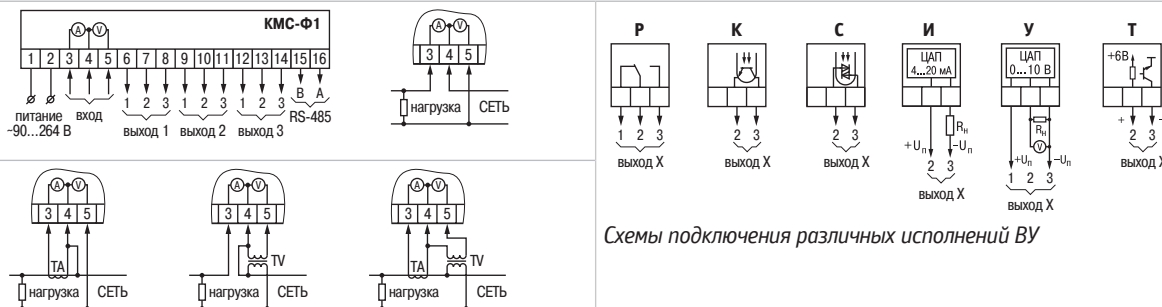 КМС-Ф1
A V
1 2 3 4 5 6 7 8 9 10 11 12 13 14 15 16
1 2 3 1 2 3 1 2 3 B A
питание
~90...264 В
вход
выход 1
выход 2
выход 3
RS-485
A V
3 4 5
нагрузка
СЕТЬ
A V
3 4 5
TA
нагрузка
СЕТЬ
A V
3 4 5
TV
нагрузка
СЕТЬ
A V
3 4 5
TA
TV
нагрузка
СЕТЬ
Р
1 2 3
выход X
К
2 3
выход X
С
2 3
выход X
И
ЦАП
4...20 мА
Rн
+Uп
–Uп
2 3
выход X
У
ЦАП
0...10 В
Rн
V
+Uп
–Uп
1 2 3
выход X
Т
+6В
+ –
2 3
выход X
Схемы подключения различных исполнений ВУ